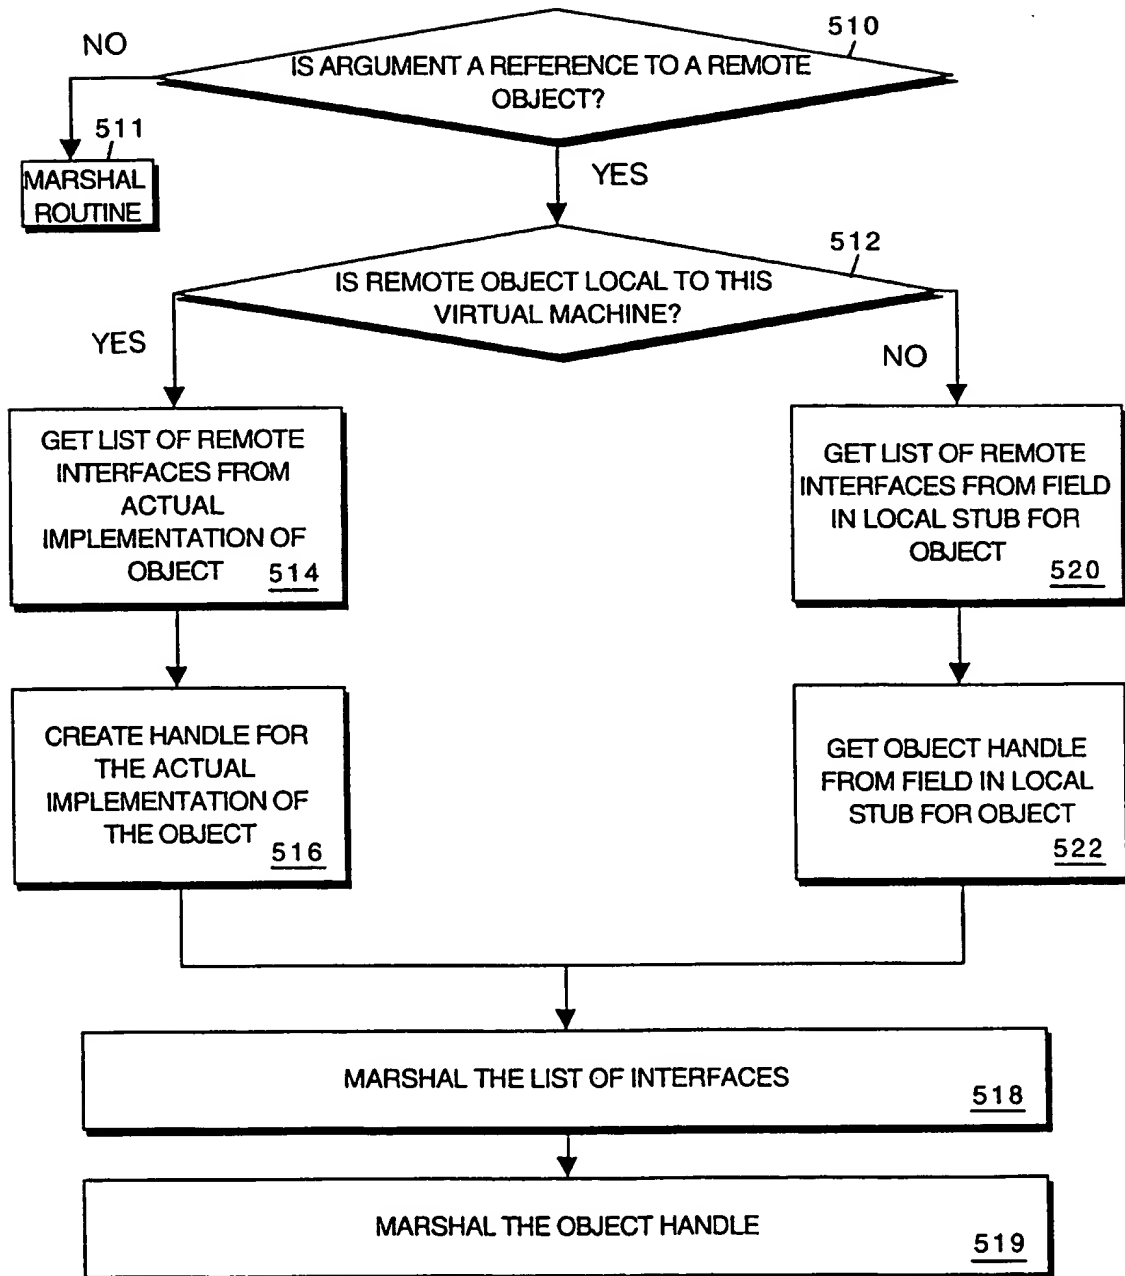 510
NO
IS ARGUMENT A REFERENCE TO A REMOTE
OBJECT?
511
MARSHAL
ROUTINE
YES
512
IS REMOTE OBJECT LOCAL TO THIS
VIRTUAL MACHINE?
YES
NO
GET LIST OF REMOTE
INTERFACES FROM
ACTUAL
IMPLEMENTATION OF
OBJECT
514
GET LIST OF REMOTE
INTERFACES FROM FIELD
IN LOCAL STUB FOR
OBJECT
520
CREATE HANDLE FOR
THE ACTUAL
IMPLEMENTATION OF
THE OBJECT
516
GET OBJECT HANDLE
FROM FIELD IN LOCAL
STUB FOR OBJECT
522
MARSHAL THE LIST OF INTERFACES
518
MARSHAL THE OBJECT HANDLE
519